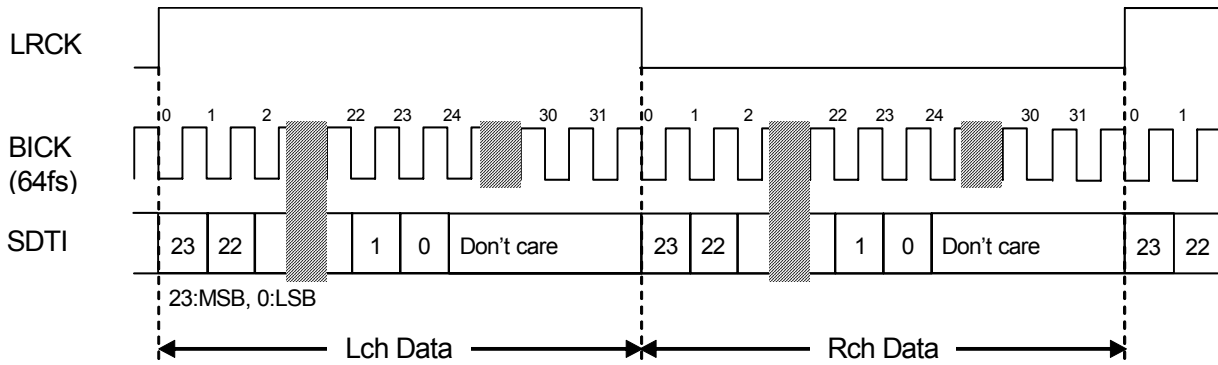 LRCK
0 1 2 22 23 24 30 31 0 1 2 22 23 24 30 31 0 1
BICK
(64fs)
SDTI 23 22 1 0 Don't care 23 22 1 0 Don't care 23 22
23:MSB, 0:LSB
Lch Data Rch Data